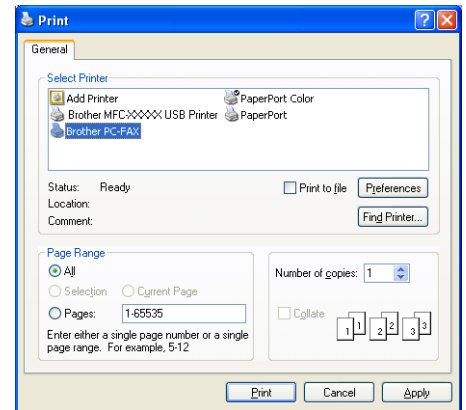 Print
General
Select Printer
Add Printer
PaperPort Color
Brother MFC-XXXXX USB Printer
PaperPort
Brother PC-FAX
Status: Ready
Print to file
Preferences
Location:
Find Printer...
Comment:
Page Range
All
Number of copies: 1
Selection
Current Page
Pages: 1-65535
Collate
1 1 2 2 3 3
Enter either a single page number or a single
page range. For example, 5-12
Print
Cancel
Apply